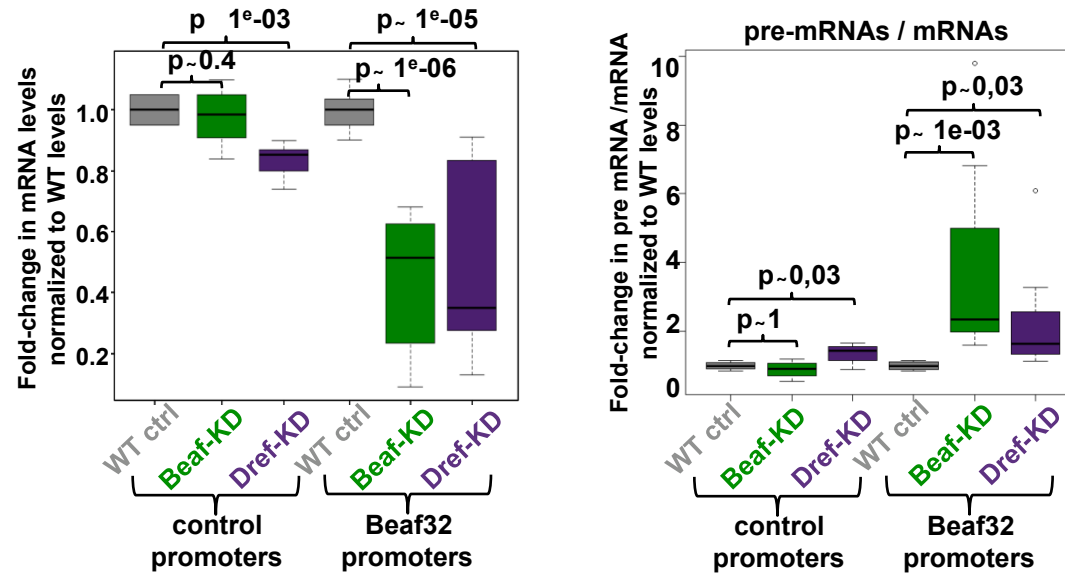 p 1e-03
p~ 1e-05
p~0.4
p~ 1e-06
Fold-change in mRNA levels
normalized to WT levels
1.0
0.8
0.6
0.4
0.2
WT ctrl
Beaf-KD
Dref-KD
WT ctrl
Beaf-KD
Dref-KD
control
promoters
Beaf32
promoters
pre-mRNAs / mRNAs
Fold-change in pre mRNA /mRNA
normalized to WT levels
10
8
6
4
2
0
p~0,03
p~ 1e-03
p~0,03
p~1
WT ctrl
Beaf-KD
Dref-KD
WT ctrl
Beaf-KD
Dref-KD
control
promoters
Beaf32
promoters